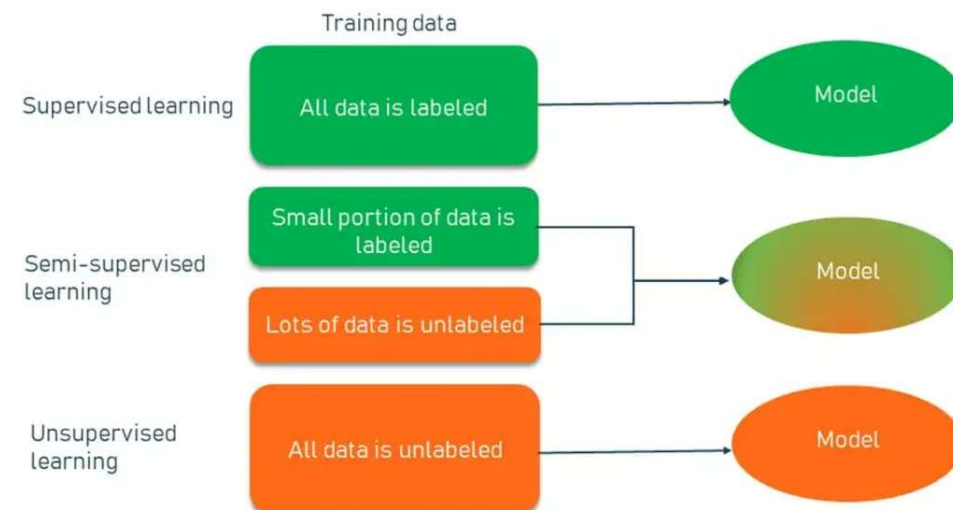 Training data
Supervised learning
All data is labeled
Model
Small portion of data is
labeled
Semi-supervised
learning
Lots of data is unlabeled
Model
Unsupervised
learning
All data is unlabeled
Model